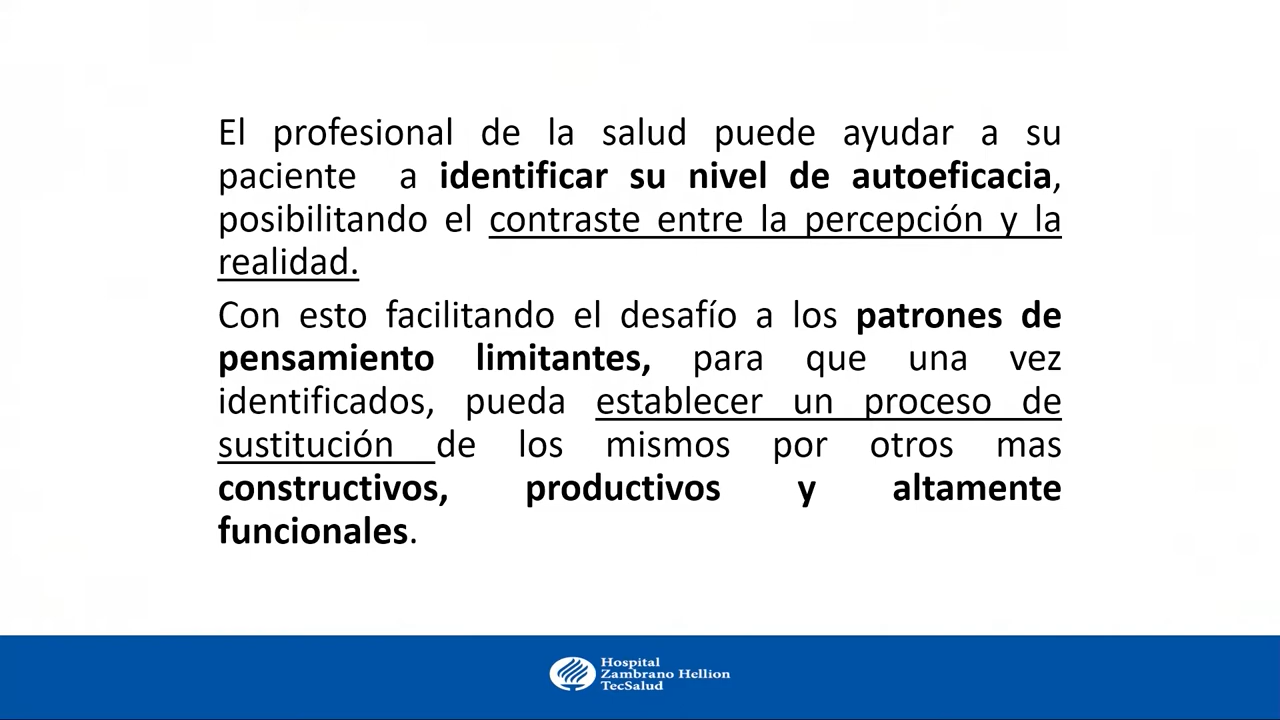 El profesional de la salud puede ayudar a su
paciente a identificar su nivel de autoeficacia,
posibilitando el contraste entre la percepción y la
realidad.
Con esto facilitando el desafío a los patrones de
pensamiento limitantes, para que una vez
identificados, pueda establecer un proceso de
sustitución de los mismos por otros mas
constructivos, productivos y altamente
funcionales.
Hospital
Zambrano Hellion
TecSalud